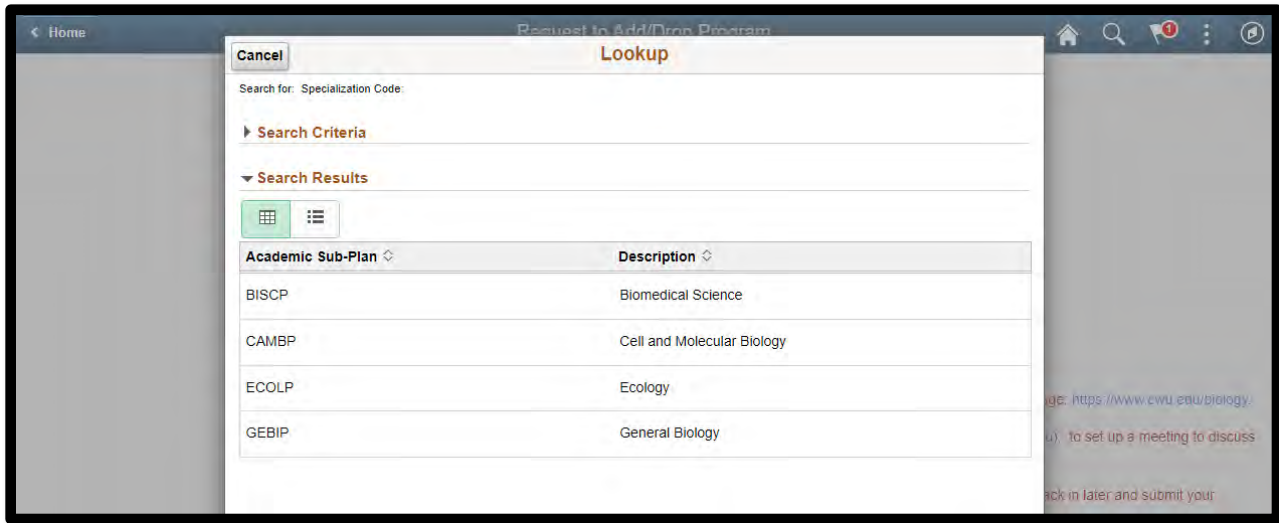 Home
Request to Add/Drop Program
1
Cancel
Lookup
Search for: Specialization Code:
Search Criteria
Search Results
Academic Sub-Plan
Description
BISCP
Biomedical Science
CAMBP
Cell and Molecular Biology
ECOLP
Ecology
GEBIP
General Biology
https://www.cwu.edu/biology/
to set up a meeting to discuss
in later and submit your